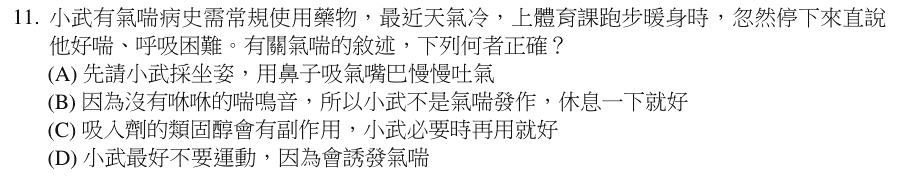 11. 小武有氣喘病史需常規使用藥物，最近天氣冷，上體育課跑步暖身時，忽然停下來直說
他好喘、呼吸困難。有關氣喘的敘述，下列何者正確？
(A) 先請小武採坐姿，用鼻子吸氣嘴巴慢慢吐氣
(B) 因為沒有咻咻的喘鳴音，所以小武不是氣喘發作，休息一下就好
(C) 吸入劑的類固醇會有副作用，小武必要時再用就好
(D) 小武最好不要運動，因為會誘發氣喘